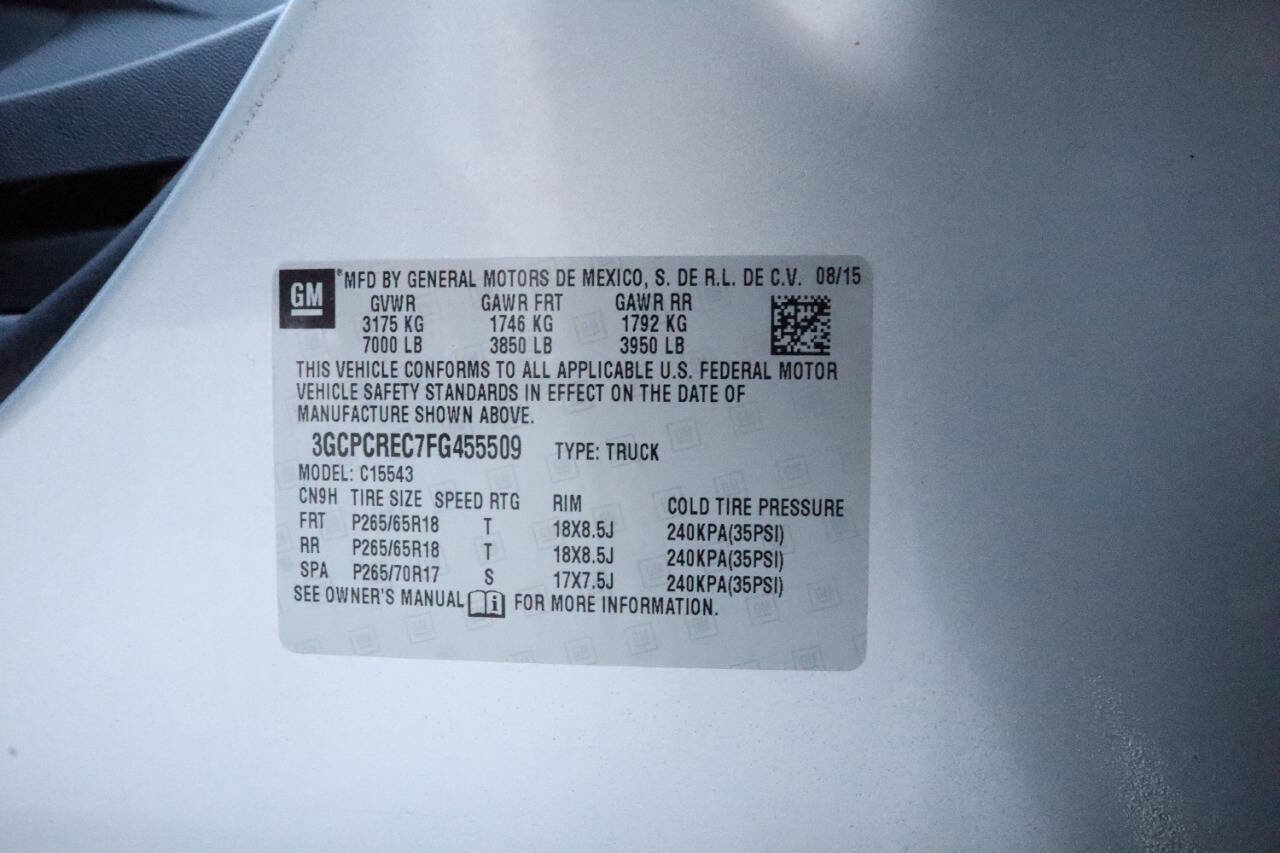 GM ® MFD BY GENERAL MOTORS DE MEXICO, S. DE R.L. DE C.V. 08/15
GVWR GAWR FRT GAWR RR
3175 KG 1746 KG 1792 KG
7000 LB 3850 LB 3950 LB
THIS VEHICLE CONFORMS TO ALL APPLICABLE U.S. FEDERAL MOTOR
VEHICLE SAFETY STANDARDS IN EFFECT ON THE DATE OF
MANUFACTURE SHOWN ABOVE.
3GCPCREC7FG455509 TYPE: TRUCK
MODEL: C15543
CN9H TIRE SIZE SPEED RTG RIM COLD TIRE PRESSURE
FRT P265/65R18 T 18X8.5J 240KPA(35PSI)
RR P265/65R18 T 18X8.5J 240KPA(35PSI)
SPA P265/70R17 S 17X7.5J 240KPA(35PSI)
SEE OWNER'S MANUAL i FOR MORE INFORMATION.